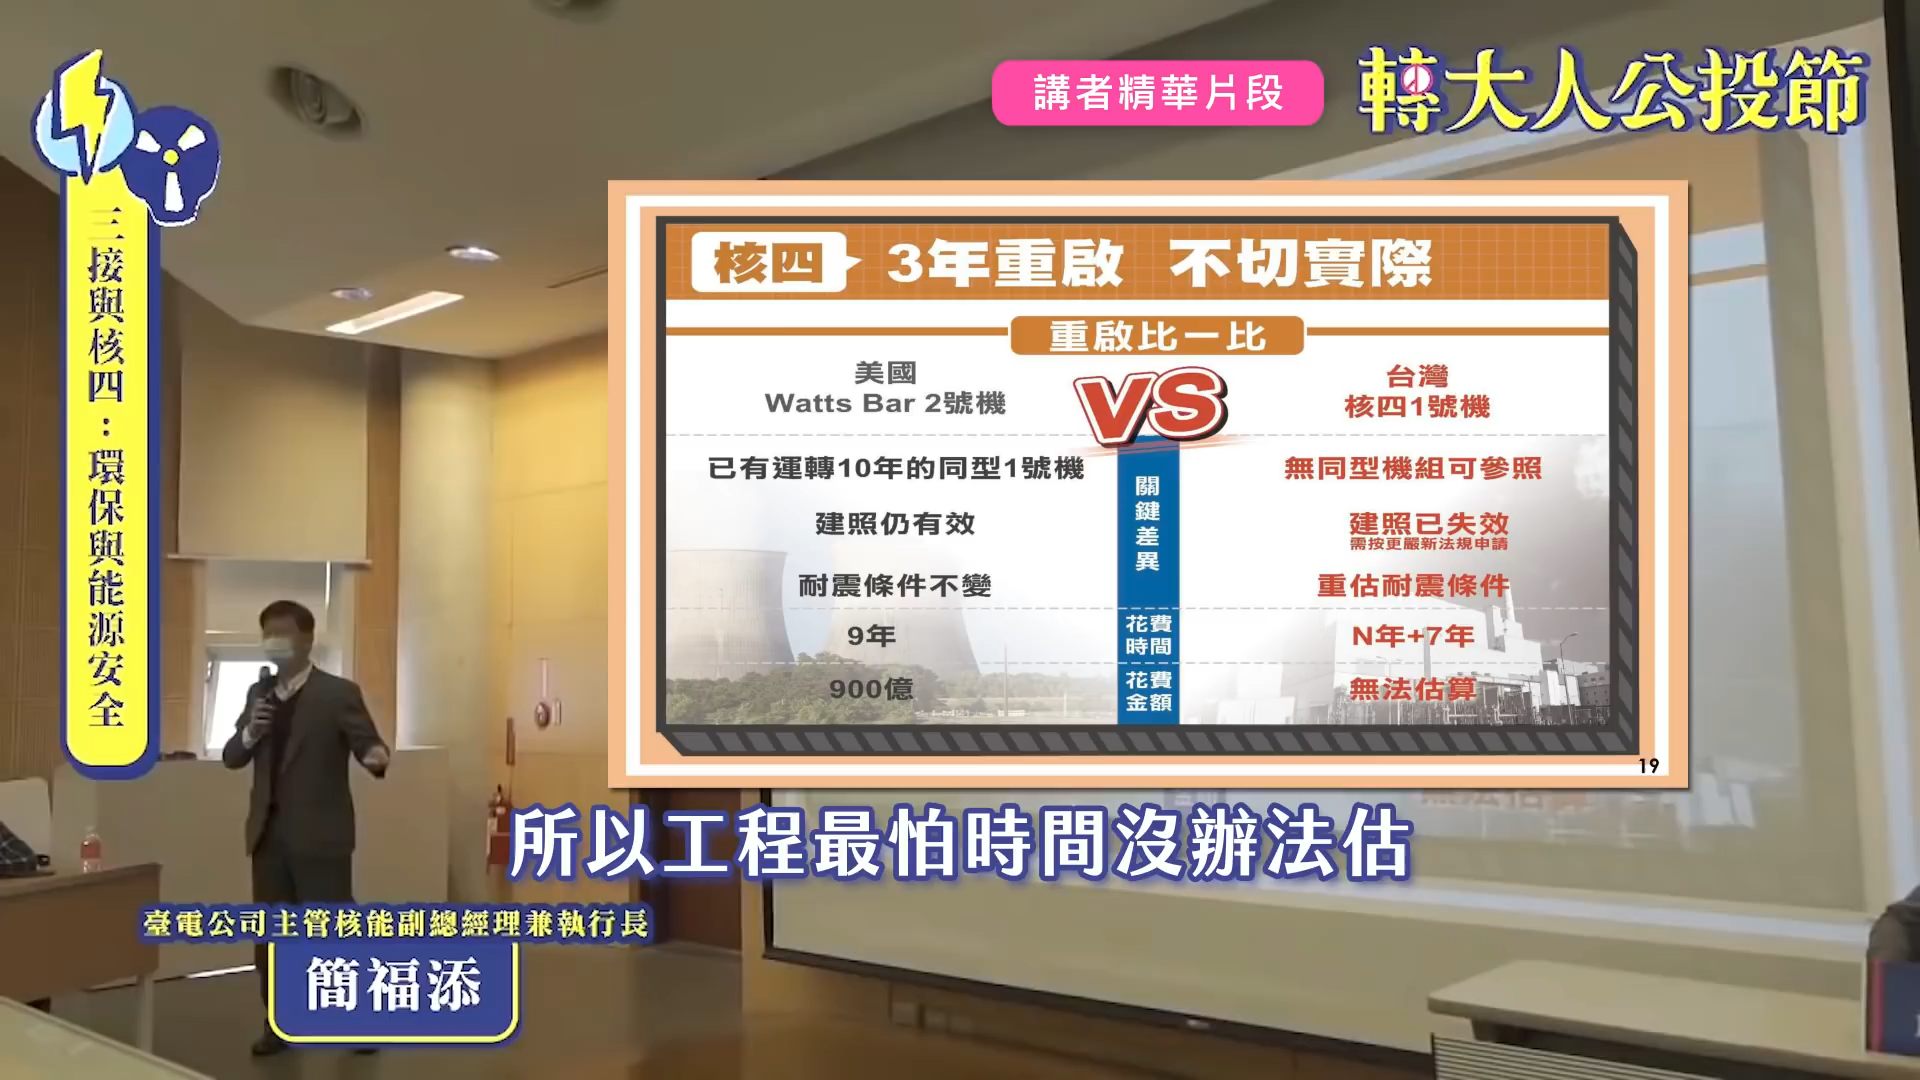 講者精華片段
轉大人公投節
三接與核四：環保與能源安全
核四
3年重啟 不切實際
重啟比一比
美國
Watts Bar 2號機
VS
台灣
核四1號機
關鍵差異
已有運轉10年的同型1號機
無同型機組可參照
建照仍有效
建照已失效
需按更嚴新法規申請
耐震條件不變
重估耐震條件
9年
花費時間
N年+7年
900億
花費金額
無法估算
19
所以工程最怕時間沒辦法估
臺電公司主管核能副總經理兼執行長
簡福添